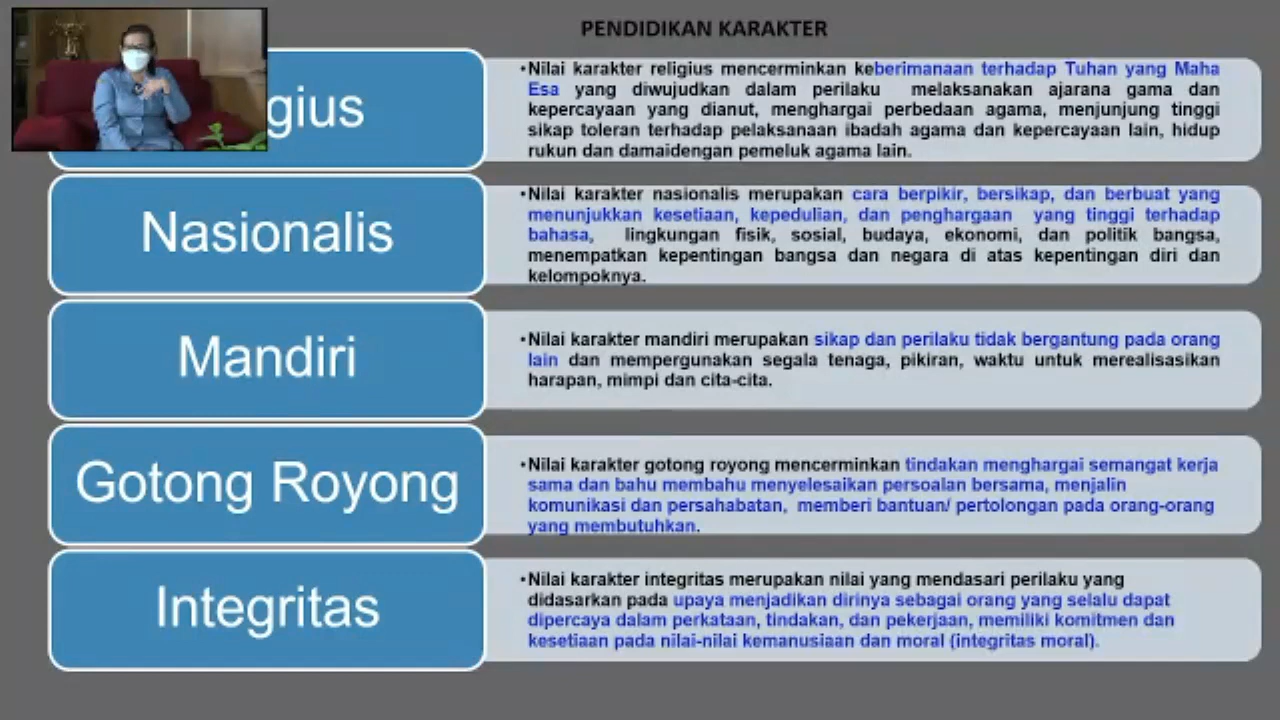 PENDIDIKAN KARAKTER
gius
•Nilai karakter religius mencerminkan keberimanaan terhadap Tuhan yang Maha
Esa yang diwujudkan dalam perilaku melaksanakan ajarana gama dan
kepercayaan yang dianut, menghargai perbedaan agama, menjunjung tinggi
sikap toleran terhadap pelaksanaan ibadah agama dan kepercayaan lain, hidup
rukun dan damaidengan pemeluk agama lain.
Nasionalis
•Nilai karakter nasionalis merupakan cara berpikir, bersikap, dan berbuat yang
menunjukkan kesetiaan, kepedulian, dan penghargaan yang tinggi terhadap
bahasa, lingkungan fisik, sosial, budaya, ekonomi, dan politik bangsa,
menempatkan kepentingan bangsa dan negara di atas kepentingan diri dan
kelompoknya.
Mandiri
•Nilai karakter mandiri merupakan sikap dan perilaku tidak bergantung pada orang
lain dan mempergunakan segala tenaga, pikiran, waktu untuk merealisasikan
harapan, mimpi dan cita-cita.
Gotong Royong
•Nilai karakter gotong royong mencerminkan tindakan menghargai semangat kerja
sama dan bahu membahu menyelesaikan persoalan bersama, menjalin
komunikasi dan persahabatan, memberi bantuan/ pertolongan pada orang-orang
yang membutuhkan.
Integritas
•Nilai karakter integritas merupakan nilai yang mendasari perilaku yang
didasarkan pada upaya menjadikan dirinya sebagai orang yang selalu dapat
dipercaya dalam perkataan, tindakan, dan pekerjaan, memiliki komitmen dan
kesetiaan pada nilai-nilai kemanusiaan dan moral (integritas moral).